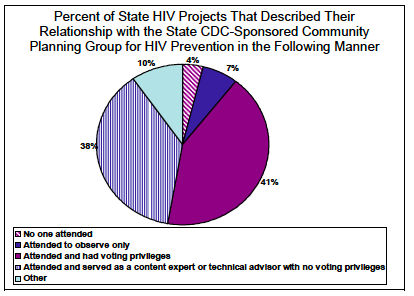 Percent of State HIV Projects That Described Their
Relationship with the State CDC-Sponsored Community
Planning Group for HIV Prevention in the Following Manner
4%
7%
10%
38%
41%
No one attended
Attended to observe only
Attended and had voting privileges
Attended and served as a content expert or technical advisor with no voting privileges
Other